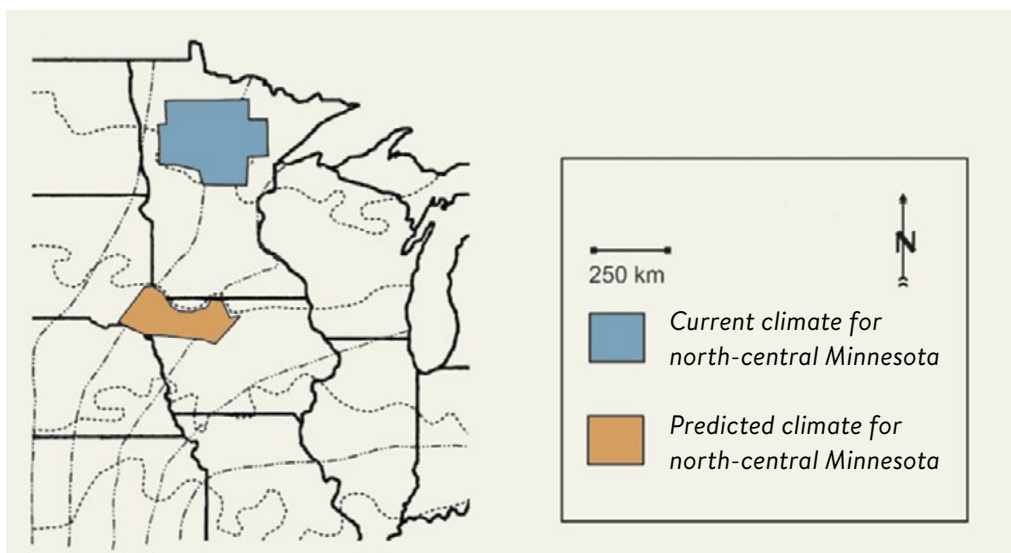 N
250 km
Current climate for
north-central Minnesota
Predicted climate for
north-central Minnesota